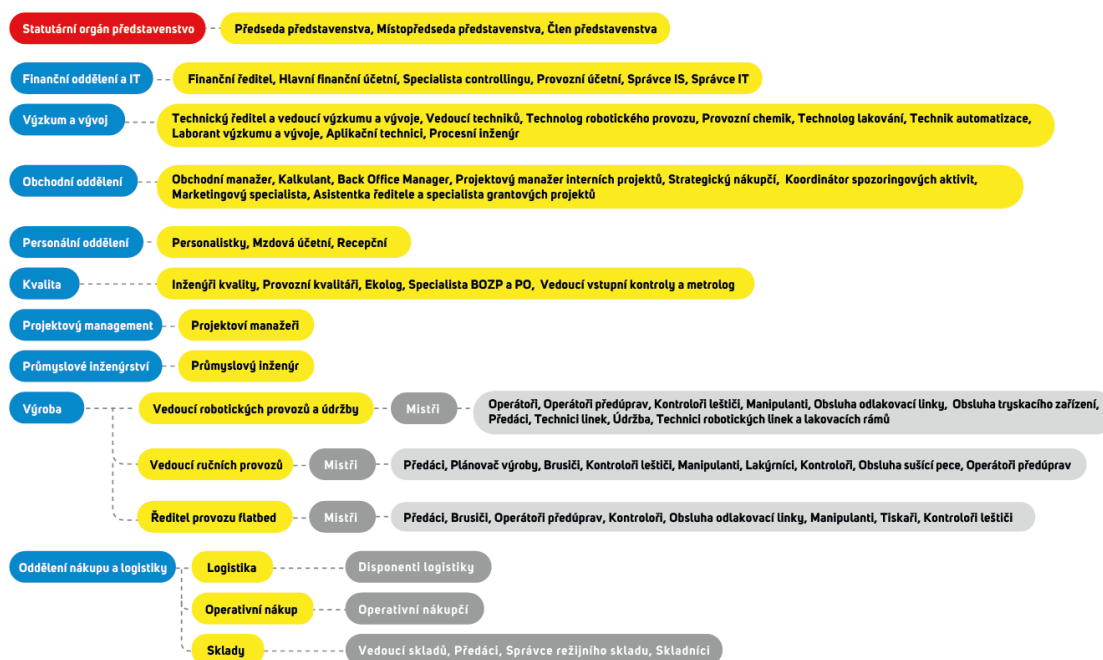 Statutární orgán představenstvo
Předseda představenstva, Místopředseda představenstva, Člen představenstva
Finanční oddělení a IT
Finanční ředitel, Hlavní finanční účetní, Specialista controllingu, Provozní účetní, Správce IS, Správce IT
Výzkum a vývoj
Technický ředitel a vedoucí výzkumu a vývoje, Vedoucí techniků, Technolog robotického provozu, Provozní chemik, Technolog lakování, Technik automatizace,
Laborant výzkumu a vývoje, Aplikační technici, Procesní inženýr
Obchodní oddělení
Obchodní manažer, Kalkulant, Back Office Manager, Projektový manažer interních projektů, Strategický nákupčí, Koordinátor spozoringových aktivit,
Marketingový specialista, Asistentka ředitele a specialista grantových projektů
Personální oddělení
Personalistky, Mzdová účetní, Recepční
Kvalita
Inženýři kvality, Provozní kvalitáři, Ekolog, Specialista BOZP a PO, Vedoucí vstupní kontroly a metrolog
Projektový management
Projektoví manažeři
Průmyslové inženýrství
Průmyslový inženýr
Výroba
Vedoucí robotických provozů a údržby
Mistři
Operátoři, Operátoři předúprav, Kontroloři leštiči, Manipulanti, Obsluha odlakovací linky, Obsluha tryskacího zařízení,
Předáci, Technici linek, Údržba, Technici robotických linek a lakovacích rámů
Vedoucí ručních provozů
Mistři
Předáci, Plánovač výroby, Brusiči, Kontroloři leštiči, Manipulanti, Lakýrníci, Kontroloři, Obsluha sušící pece, Operátoři předúprav
Ředitel provozu flatbed
Mistři
Předáci, Brusiči, Operátoři předúprav, Kontroloři, Obsluha odlakovací linky, Manipulanti, Tiskaři, Kontroloři leštiči
Oddělení nákupu a logistiky
Logistika
Disponenti logistiky
Operativní nákup
Operativní nákupčí
Sklady
Vedoucí skladů, Předáci, Správce režijního skladu, Skladníci